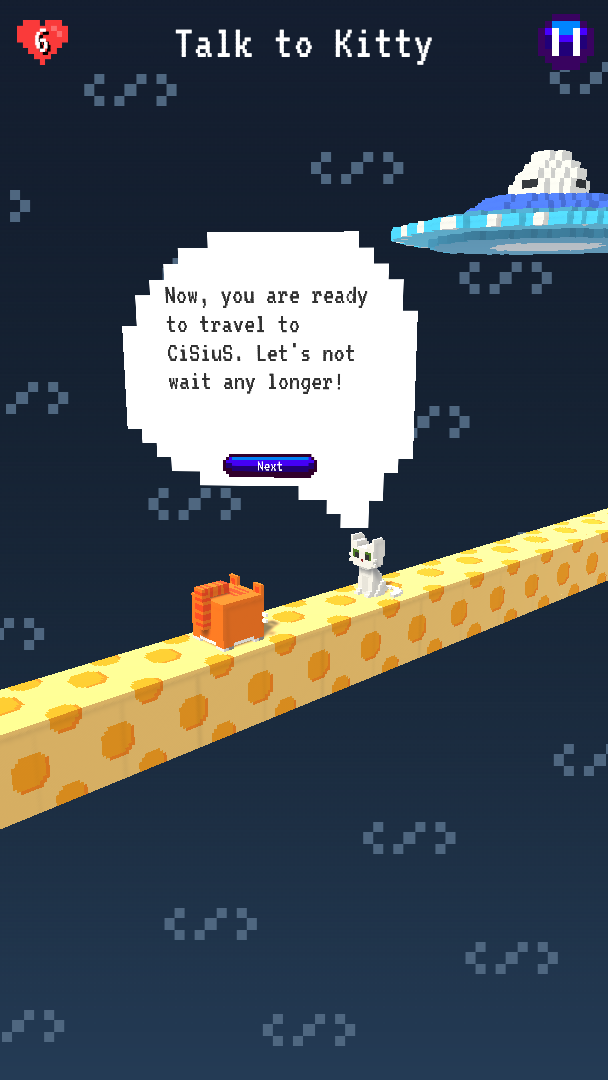 6
Talk to Kitty
Now, you are ready
to travel to
CiSiuS. Let's not
wait any longer!
Next